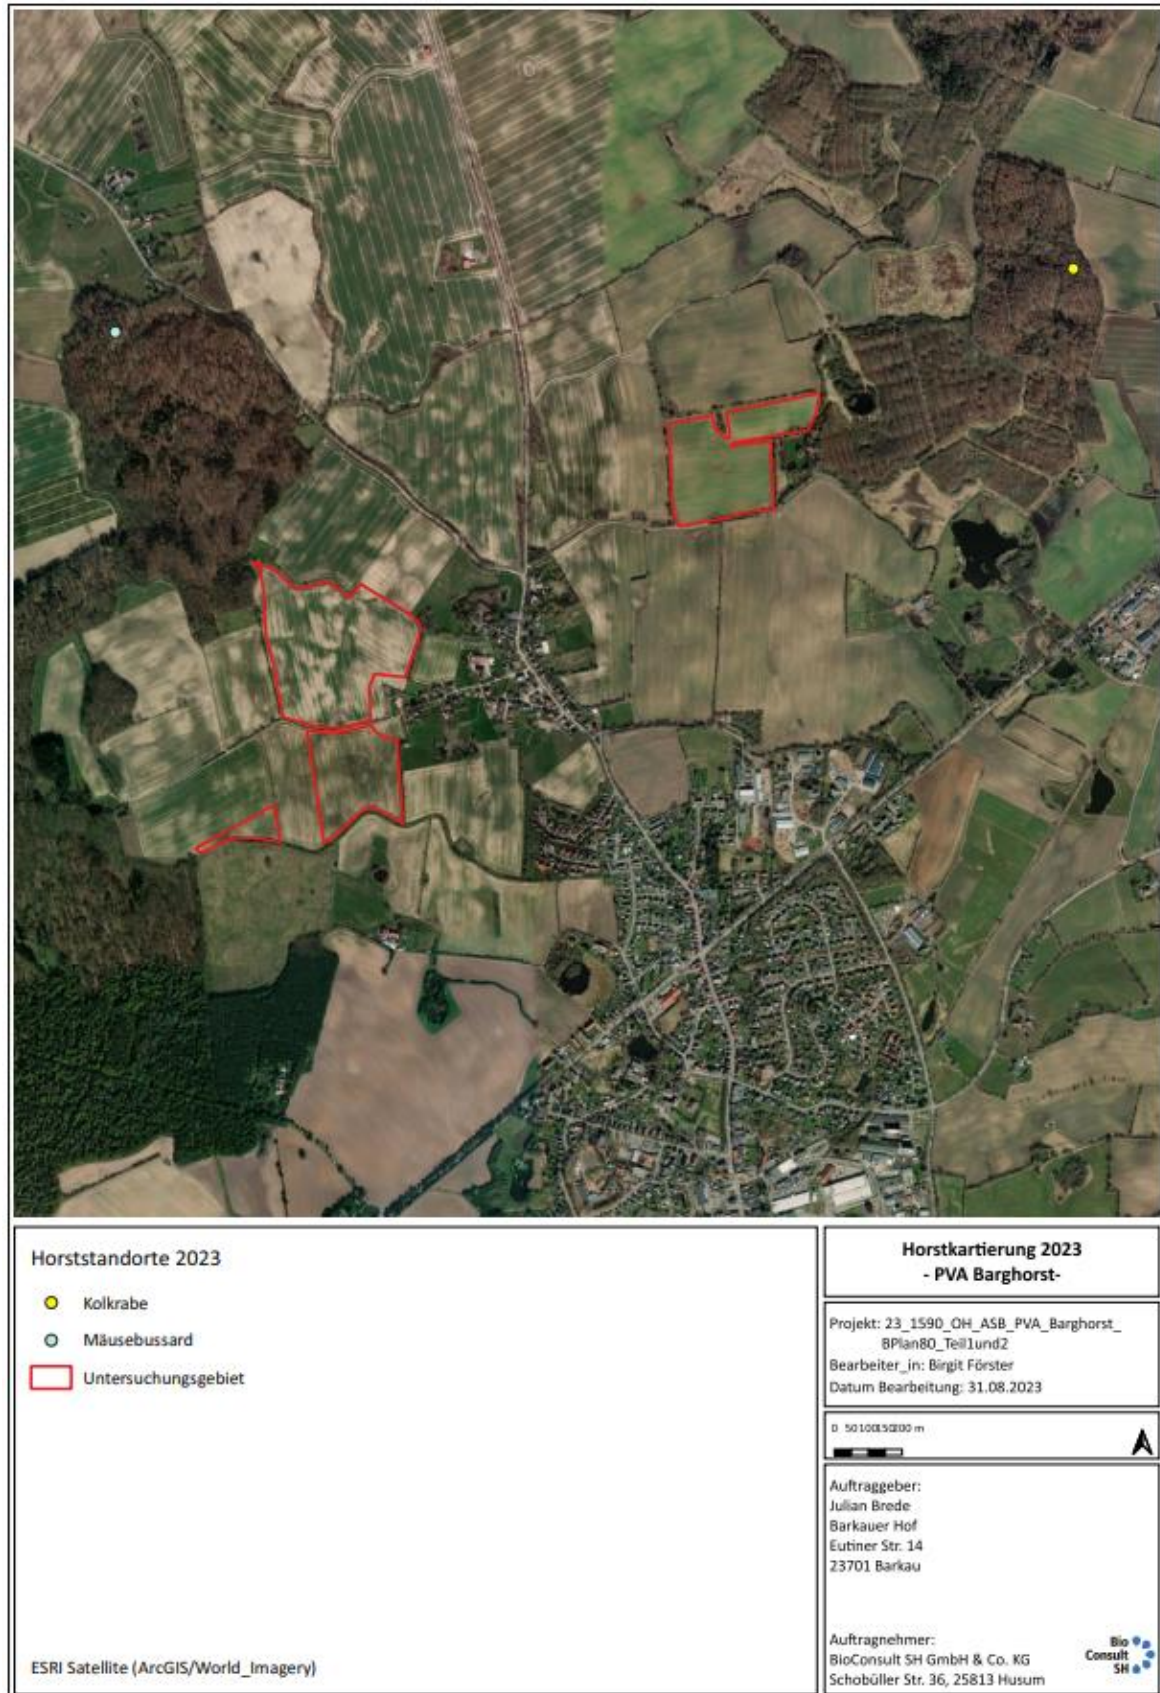 Horststandorte 2023
Kolkrabe
Mäusebussard
Untersuchungsgebiet
ESRI Satellite (ArcGIS/World_Imagery)
Horstkartierung 2023
- PVA Barghorst-
Projekt: 23_1590_OH_ASB_PVA_Barghorst_
BPlan80_Teil1und2
Bearbeiter_in: Birgit Förster
Datum Bearbeitung: 31.08.2023
0 50100150200 m
Auftraggeber:
Julian Brede
Barkauer Hof
Eutiner Str. 14
23701 Barkau
Auftragnehmer:
BioConsult SH GmbH & Co. KG
Schobüller Str. 36, 25813 Husum
Bio
Consult
SH